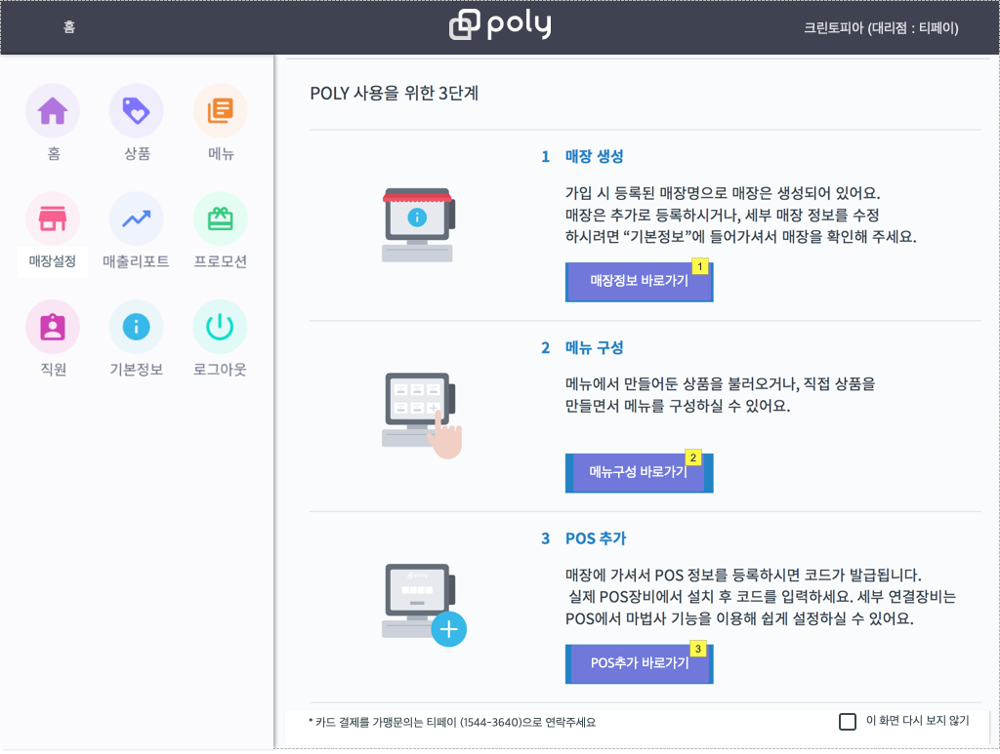 홈
poly
크린토피아 (대리점 : 티페이)
홈
상품
메뉴
매장설정
매출리포트
프로모션
직원
기본정보
로그아웃
POLY 사용을 위한 3단계
1 매장 생성
가입 시 등록된 매장명으로 매장은 생성되어 있어요.
매장은 추가로 등록하시거나, 세부 매장 정보를 수정
하시려면 “기본정보”에 들어가셔서 매장을 확인해 주세요.
매장정보 바로가기
1
2 메뉴 구성
메뉴에서 만들어둔 상품을 불러오거나, 직접 상품을
만들면서 메뉴를 구성하실 수 있어요.
메뉴구성 바로가기
2
3 POS 추가
매장에 가셔서 POS 정보를 등록하시면 코드가 발급됩니다.
실제 POS장비에서 설치 후 코드를 입력하세요. 세부 연결장비는
POS에서 마법사 기능을 이용해 쉽게 설정하실 수 있어요.
poly
POS추가 바로가기
3
* 카드 결제를 가맹문의는 티페이 (1544-3640)으로 연락주세요
이 화면 다시 보지 않기